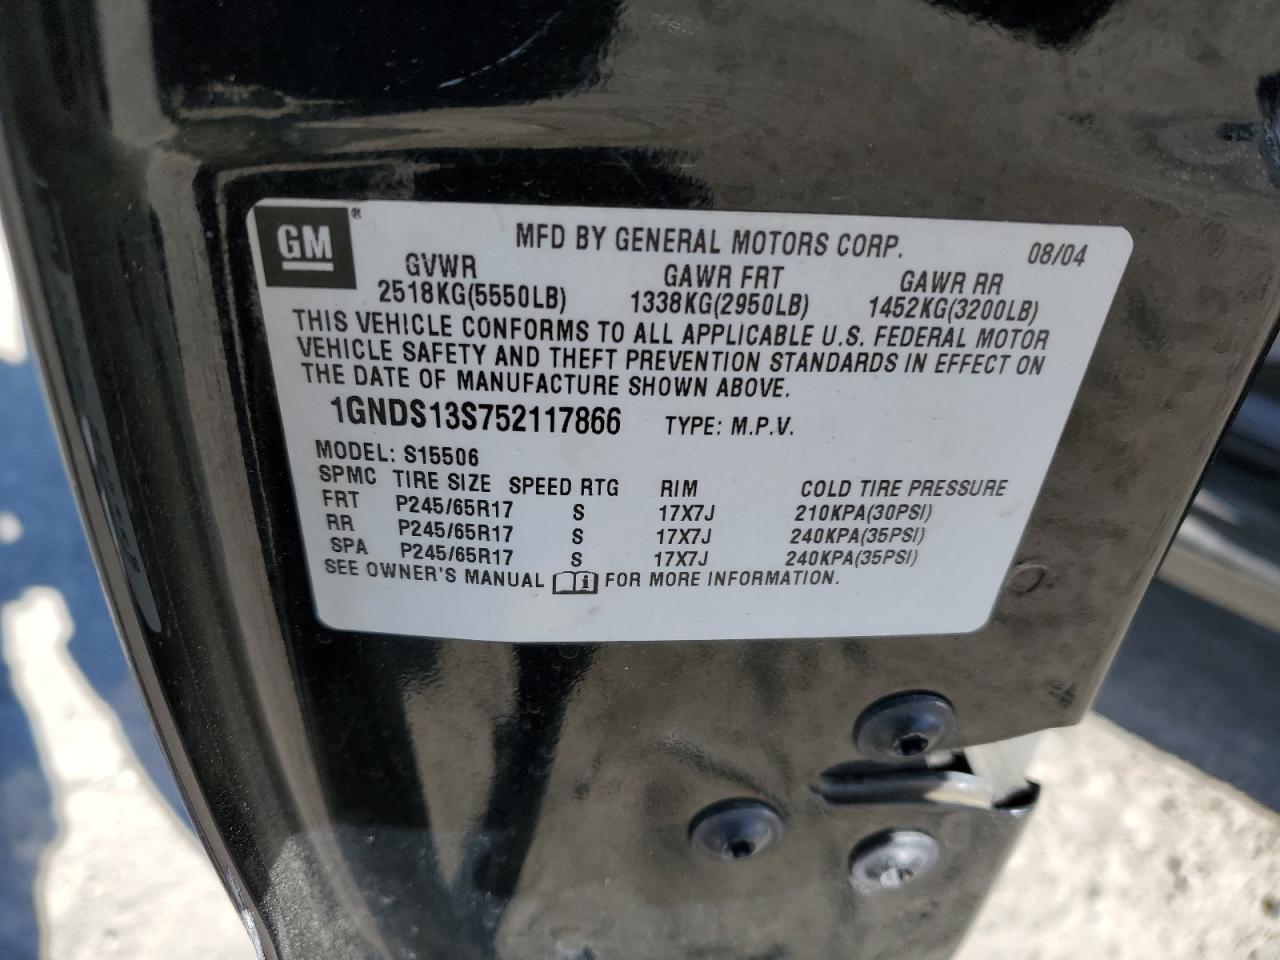 GM ® MFD BY GENERAL MOTORS CORP. 08/04
GVWR GAWR FRT GAWR RR
2518KG(5550LB) 1338KG(2950LB) 1452KG(3200LB)
THIS VEHICLE CONFORMS TO ALL APPLICABLE U.S. FEDERAL MOTOR
VEHICLE SAFETY AND THEFT PREVENTION STANDARDS IN EFFECT ON
THE DATE OF MANUFACTURE SHOWN ABOVE.
1GNDS13S752117866 TYPE: M.P.V.
MODEL: S15506
SPMC TIRE SIZE SPEED RTG RIM COLD TIRE PRESSURE
FRT P245/65R17 S 17X7J 210KPA(30PSI)
RR P245/65R17 S 17X7J 240KPA(35PSI)
SPA P245/65R17 S 17X7J 240KPA(35PSI)
SEE OWNER'S MANUAL i FOR MORE INFORMATION.